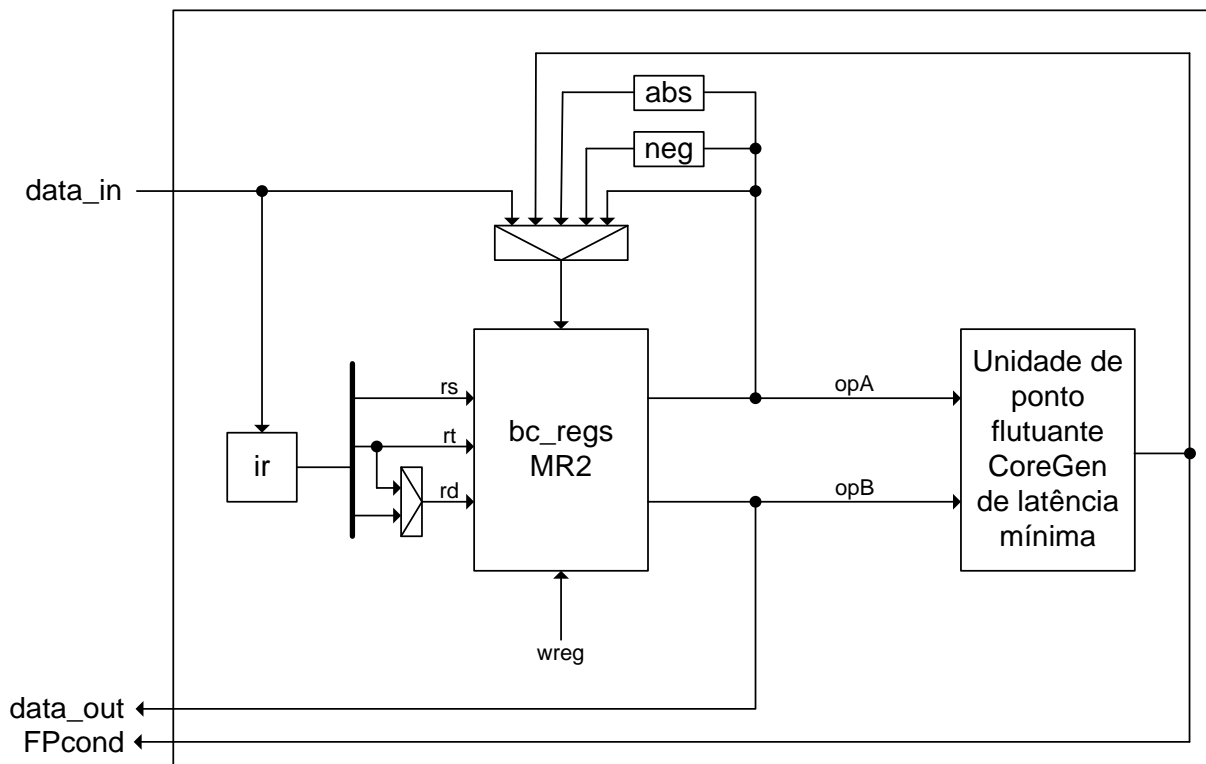 abs
neg
data_in
rs
rt
rd
ir
bc_regs
MR2
opA
opB
Unidade de
ponto
flutuante
CoreGen
de latência
mínima
wreg
data_out
FPcond